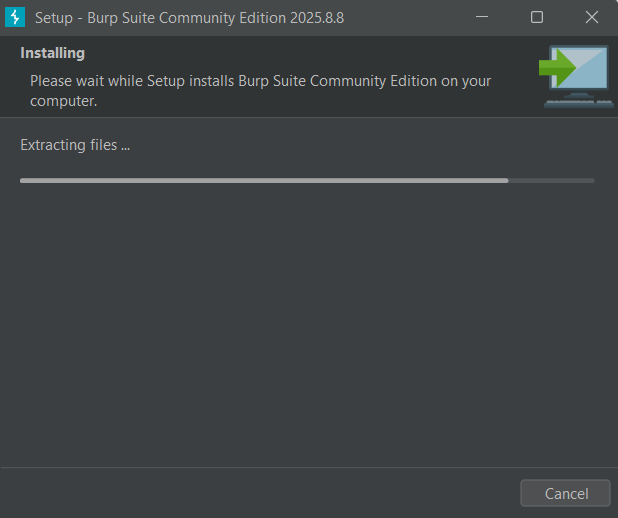 Setup - Burp Suite Community Edition 2025.8.8
Installing
Please wait while Setup installs Burp Suite Community Edition on your
computer.
Extracting files ...
Cancel